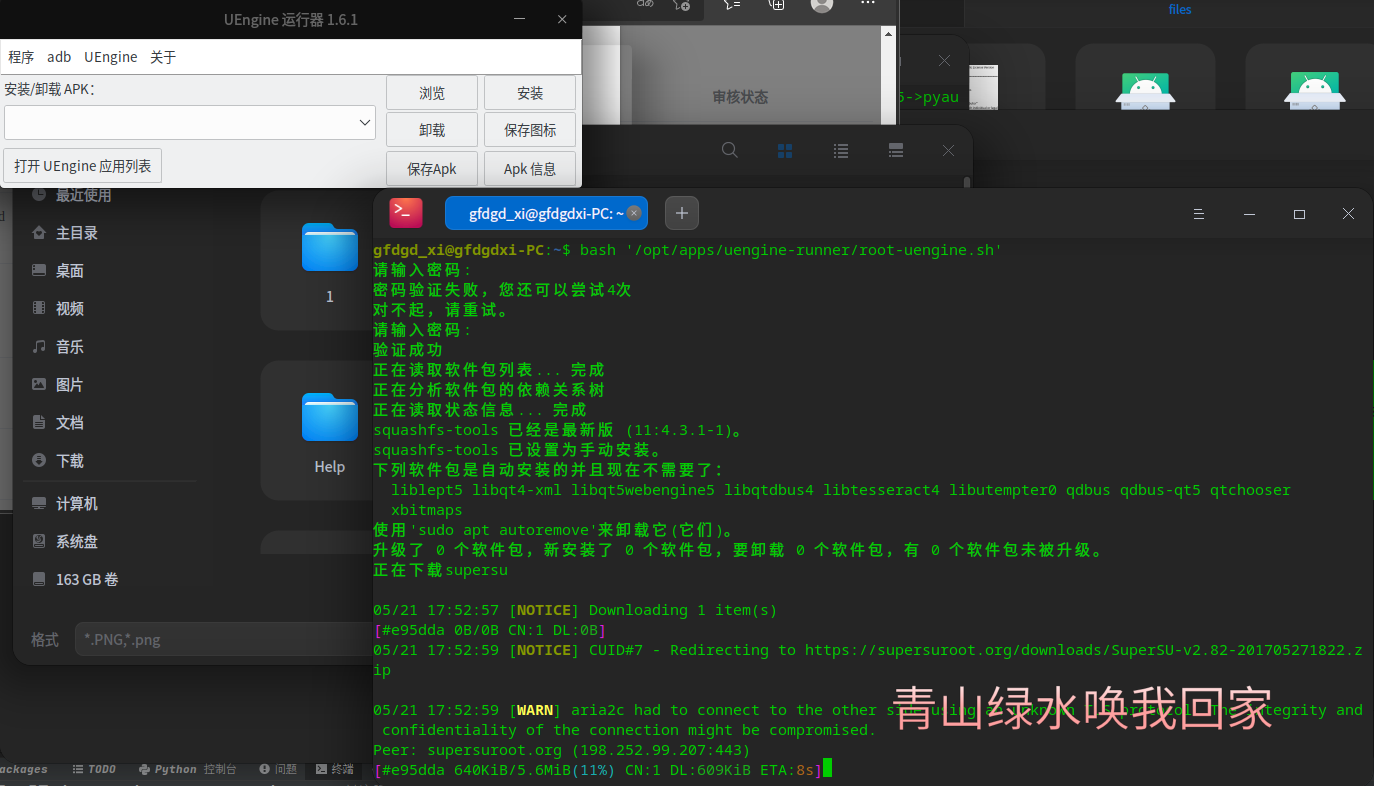 UEngine 运行器 1.6.1
files
程序 adb UEngine 关于
安装/卸载 APK：
浏览
安装
卸载
保存图标
打开 UEngine 应用列表
保存Apk
Apk 信息
审核状态
5->pyau
最近使用
主目录
桌面
视频
音乐
图片
文档
下载
计算机
系统盘
163 GB 卷
1
Help
格式
*.PNG,*.png
gfdgd_xi@gfdgdxi-PC: ~
gfdgd_xi@gfdgdxi-PC:~$ bash '/opt/apps/uengine-runner/root-uengine.sh'
请输入密码:
密码验证失败，您还可以尝试4次
对不起，请重试。
请输入密码:
验证成功
正在读取软件包列表... 完成
正在分析软件包的依赖关系树
正在读取状态信息... 完成
squashfs-tools 已经是最新版 (11:4.3.1-1)。
squashfs-tools 已设置为手动安装。
下列软件包是自动安装的并且现在不需要了：
liblept5 libqt4-xml libqt5webengine5 libqtdbus4 libtesseract4 libutempter0 qdbus qdbus-qt5 qtchooser
xbitmaps
使用'sudo apt autoremove'来卸载它(它们)。
升级了 0 个软件包，新安装了 0 个软件包，要卸载 0 个软件包，有 0 个软件包未被升级。
正在下载supersu
05/21 17:52:57 [NOTICE] Downloading 1 item(s)
[#e95dda 0B/0B CN:1 DL:0B]
05/21 17:52:59 [NOTICE] CUID#7 - Redirecting to https://supersuroot.org/downloads/SuperSU-v2.82-201705271822.z
ip
05/21 17:52:59 [WARN] aria2c had to connect to the other side using an unknown TLS protocol. The integrity and
confidentiality of the connection might be compromised.
Peer: supersuroot.org (198.252.99.207:443)
[#e95dda 640KiB/5.6MiB(11%) CN:1 DL:609KiB ETA:8s]
青山绿水唤我回家
ackages TODO Python 控制台 问题 终端